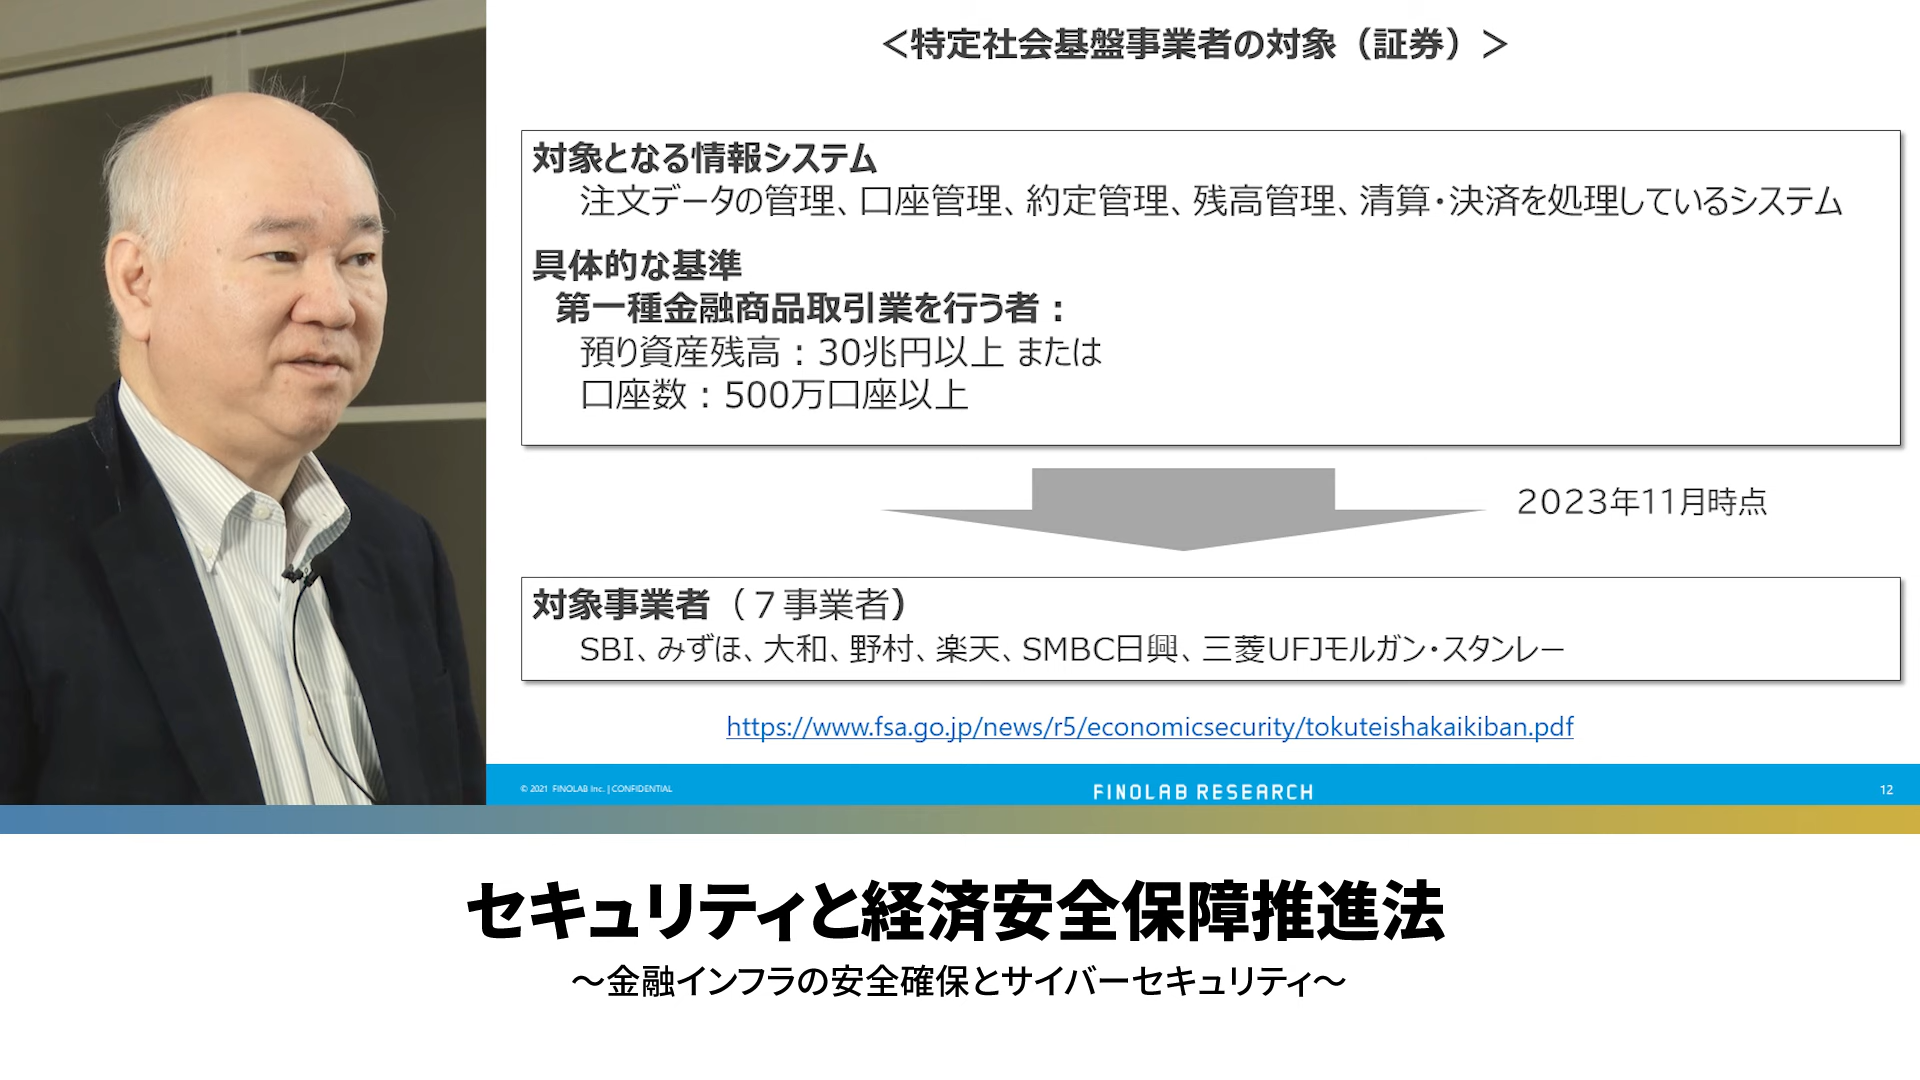 ＜特定社会基盤事業者の対象（証券）＞
対象となる情報システム
注文データの管理、口座管理、約定管理、残高管理、清算・決済を処理しているシステム
具体的な基準
第一種金融商品取引業を行う者：
預り資産残高：30兆円以上 または
口座数：500万口座以上
2023年11月時点
対象事業者（７事業者）
SBI、みずほ、大和、野村、楽天、SMBC日興、三菱UFJモルガン・スタンレー
https://www.fsa.go.jp/news/r5/economicsecurity/tokuteishakaikiban.pdf
© 2021 FINOLAB Inc. | CONFIDENTIAL
FINOLAB RESEARCH
12
セキュリティと経済安全保障推進法
～金融インフラの安全確保とサイバーセキュリティ～